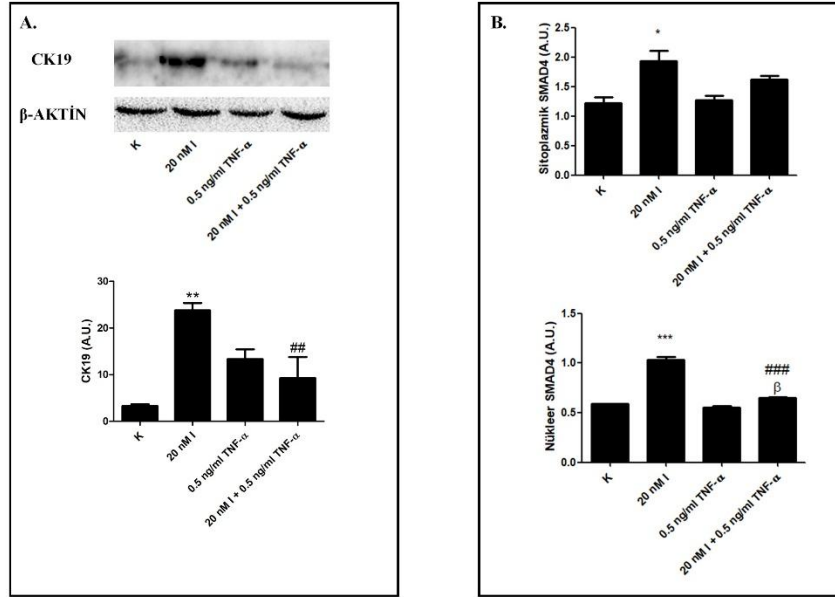 A.
CK19
β-AKTİN
K
20 nM I
0.5 ng/ml TNF-α
20 nM I + 0.5 ng/ml TNF-α
CK19 (A.U.)
30
20
10
0
**
##
K
20 nM I
0.5 ng/ml TNF-α
20 nM I + 0.5 ng/ml TNF-α
B.
Sitoplazmik SMAD4 (A.U.)
2.5
2.0
1.5
1.0
0.5
0.0
*
K
20 nM I
0.5 ng/ml TNF-α
20 nM I + 0.5 ng/ml TNF-α
Nükleer SMAD4 (A.U.)
1.5
1.0
0.5
0.0
***
###
β
K
20 nM I
0.5 ng/ml TNF-α
20 nM I + 0.5 ng/ml TNF-α